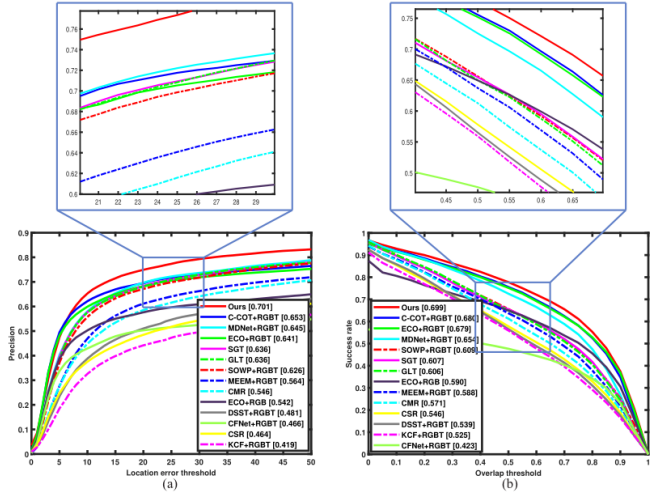 0.76
0.74
0.72
0.7
0.68
0.66
0.64
0.62
0.6
21 22 23 24 25 26 27 28 29
0.75
0.7
0.65
0.6
0.55
0.5
0.45 0.5 0.55 0.6 0.65
0.9
0.8
0.7
0.6
0.5
0.4
0.3
0.2
0.1
0
Precision
Ours [0.701]
C-COT+RGBT [0.653]
MDNet+RGBT [0.645]
ECO+RGBT [0.641]
SGT [0.636]
GLT [0.636]
SOWP+RGBT [0.626]
MEEM+RGBT [0.564]
CMR [0.546]
ECO+RGB [0.542]
DSST+RGBT [0.481]
CFNet+RGBT [0.466]
CSR [0.464]
KCF+RGBT [0.419]
0 5 10 15 20 25 30 35 40 45 50
Location error threshold
(a)
1
0.9
0.8
0.7
0.6
0.5
0.4
0.3
0.2
0.1
0
Success rate
Ours [0.699]
C-COT+RGBT [0.680]
ECO+RGBT [0.679]
MDNet+RGBT [0.654]
SOWP+RGBT [0.609]
SGT [0.607]
GLT [0.606]
ECO+RGB [0.590]
MEEM+RGBT [0.588]
CMR [0.571]
CSR [0.546]
DSST+RGBT [0.539]
KCF+RGBT [0.525]
CFNet+RGBT [0.423]
0 0.1 0.2 0.3 0.4 0.5 0.6 0.7 0.8 0.9 1
Overlap threshold
(b)